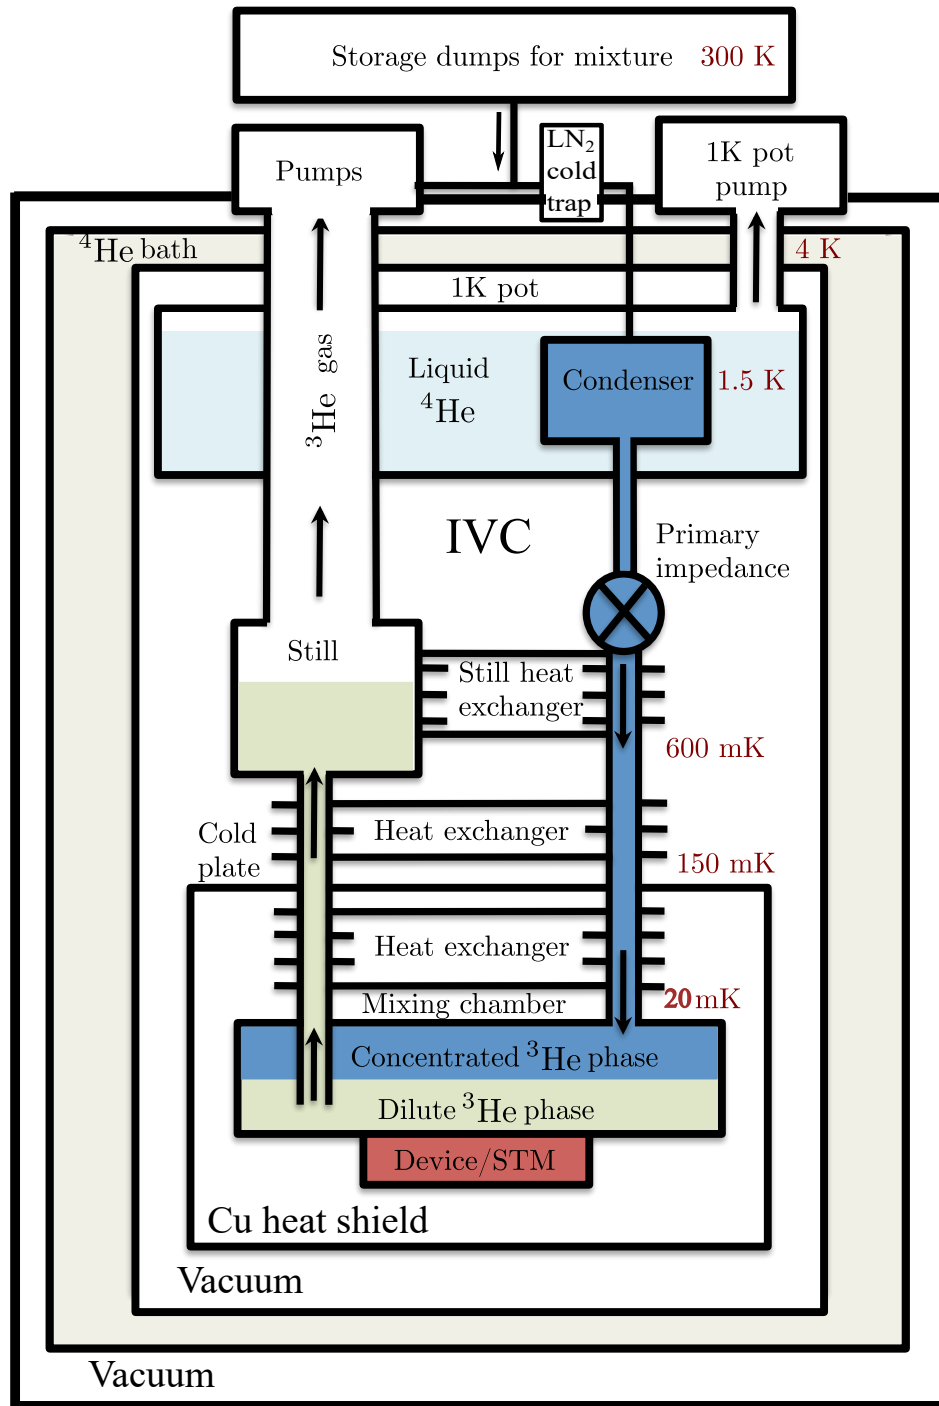 Storage dumps for mixture 300 K
LN₂
cold
trap
Pumps
1K pot
pump
⁴He bath
4 K
1K pot
Liquid
⁴He
Condenser
1.5 K
³He gas
IVC
Primary
impedance
Still
Still heat
exchanger
600 mK
Cold
plate
Heat exchanger
150 mK
Heat exchanger
20 mK
Mixing chamber
Concentrated ³He phase
Dilute ³He phase
Device/STM
Cu heat shield
Vacuum
Vacuum